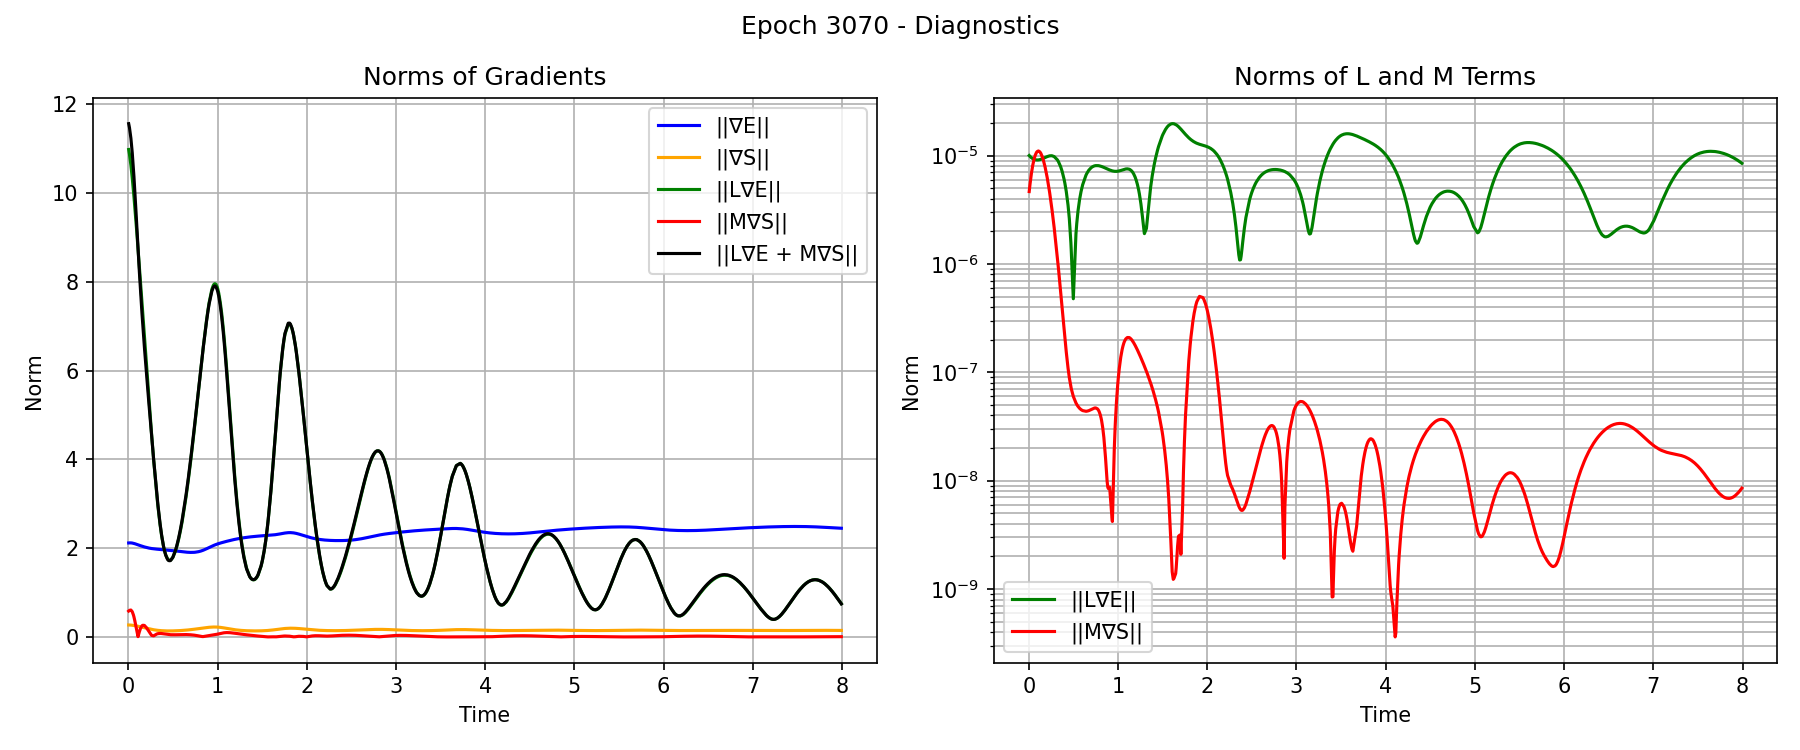 Epoch 3070 - Diagnostics
Norms of Gradients
12
10
8
6
4
2
0
Norm
0 1 2 3 4 5 6 7 8
Time
||∇E||
||∇S||
||L∇E||
||M∇S||
||L∇E + M∇S||
Norms of L and M Terms
10⁻⁵
10⁻⁶
10⁻⁷
10⁻⁸
10⁻⁹
Norm
0 1 2 3 4 5 6 7 8
Time
||L∇E||
||M∇S||